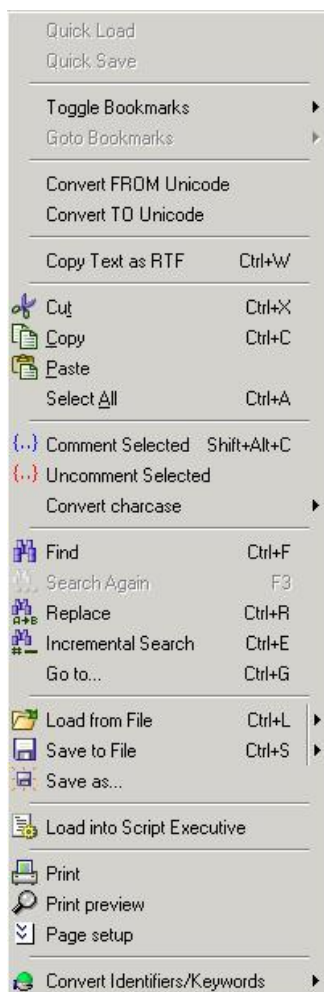 Quick Load
Quick Save
Toggle Bookmarks
Goto Bookmarks
Convert FROM Unicode
Convert TO Unicode
Copy Text as RTF Ctrl+W
Cut Ctrl+X
Copy Ctrl+C
Paste
Select All Ctrl+A
{..} Comment Selected Shift+Alt+C
{..} Uncomment Selected
Convert charcase
Find Ctrl+F
Search Again F3
A→B Replace Ctrl+R
Incremental Search Ctrl+E
Go to... Ctrl+G
Load from File Ctrl+L
Save to File Ctrl+S
Save as...
Load into Script Executive
Print
Print preview
Page setup
Convert Identifiers/Keywords